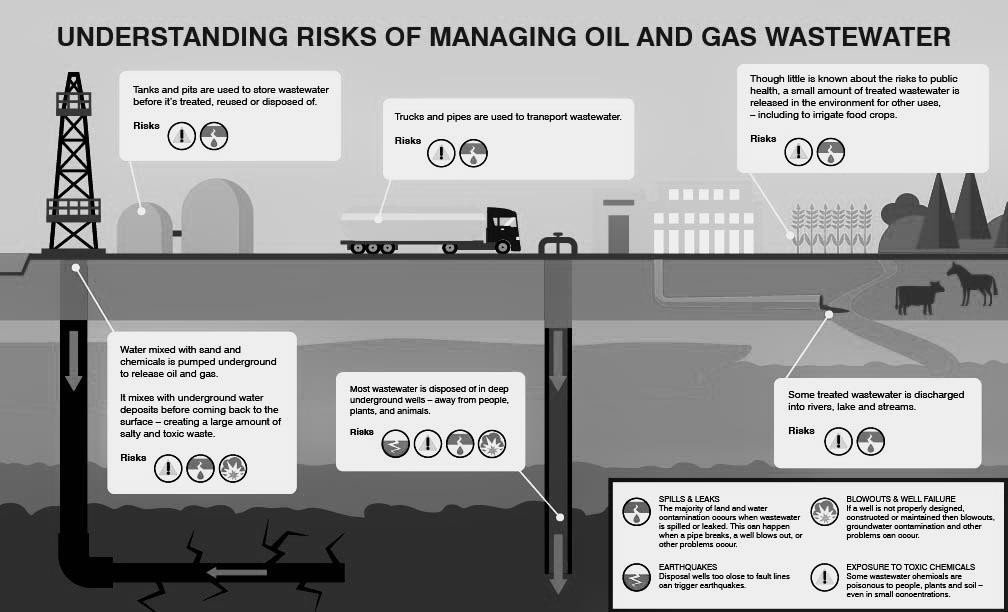 UNDERSTANDING RISKS OF MANAGING OIL AND GAS WASTEWATER
Tanks and pits are used to store wastewater
before it's treated, reused or disposed of.
Risks
Trucks and pipes are used to transport wastewater.
Risks
Though little is known about the risks to public
health, a small amount of treated wastewater is
released in the environment for other uses,
– including to irrigate food crops.
Risks
Water mixed with sand and
chemicals is pumped underground
to release oil and gas.
It mixes with underground water
deposits before coming back to the
surface – creating a large amount of
salty and toxic waste.
Risks
Most wastewater is disposed of in deep
underground wells – away from people,
plants, and animals.
Risks
Some treated wastewater is discharged
into rivers, lake and streams.
Risks
SPILLS & LEAKS
The majority of land and water
contamination occurs when wastewater
is spilled or leaked. This can happen
when a pipe breaks, a well blows out, or
other problems occur.
EARTHQUAKES
Disposal wells too close to fault lines
can trigger earthquakes.
BLOWOUTS & WELL FAILURE
If a well is not properly designed,
constructed or maintained then blowouts,
groundwater contamination and other
problems can occur.
EXPOSURE TO TOXIC CHEMICALS
Some wastewater chemicals are
poisonous to people, plants and soil –
even in small concentrations.